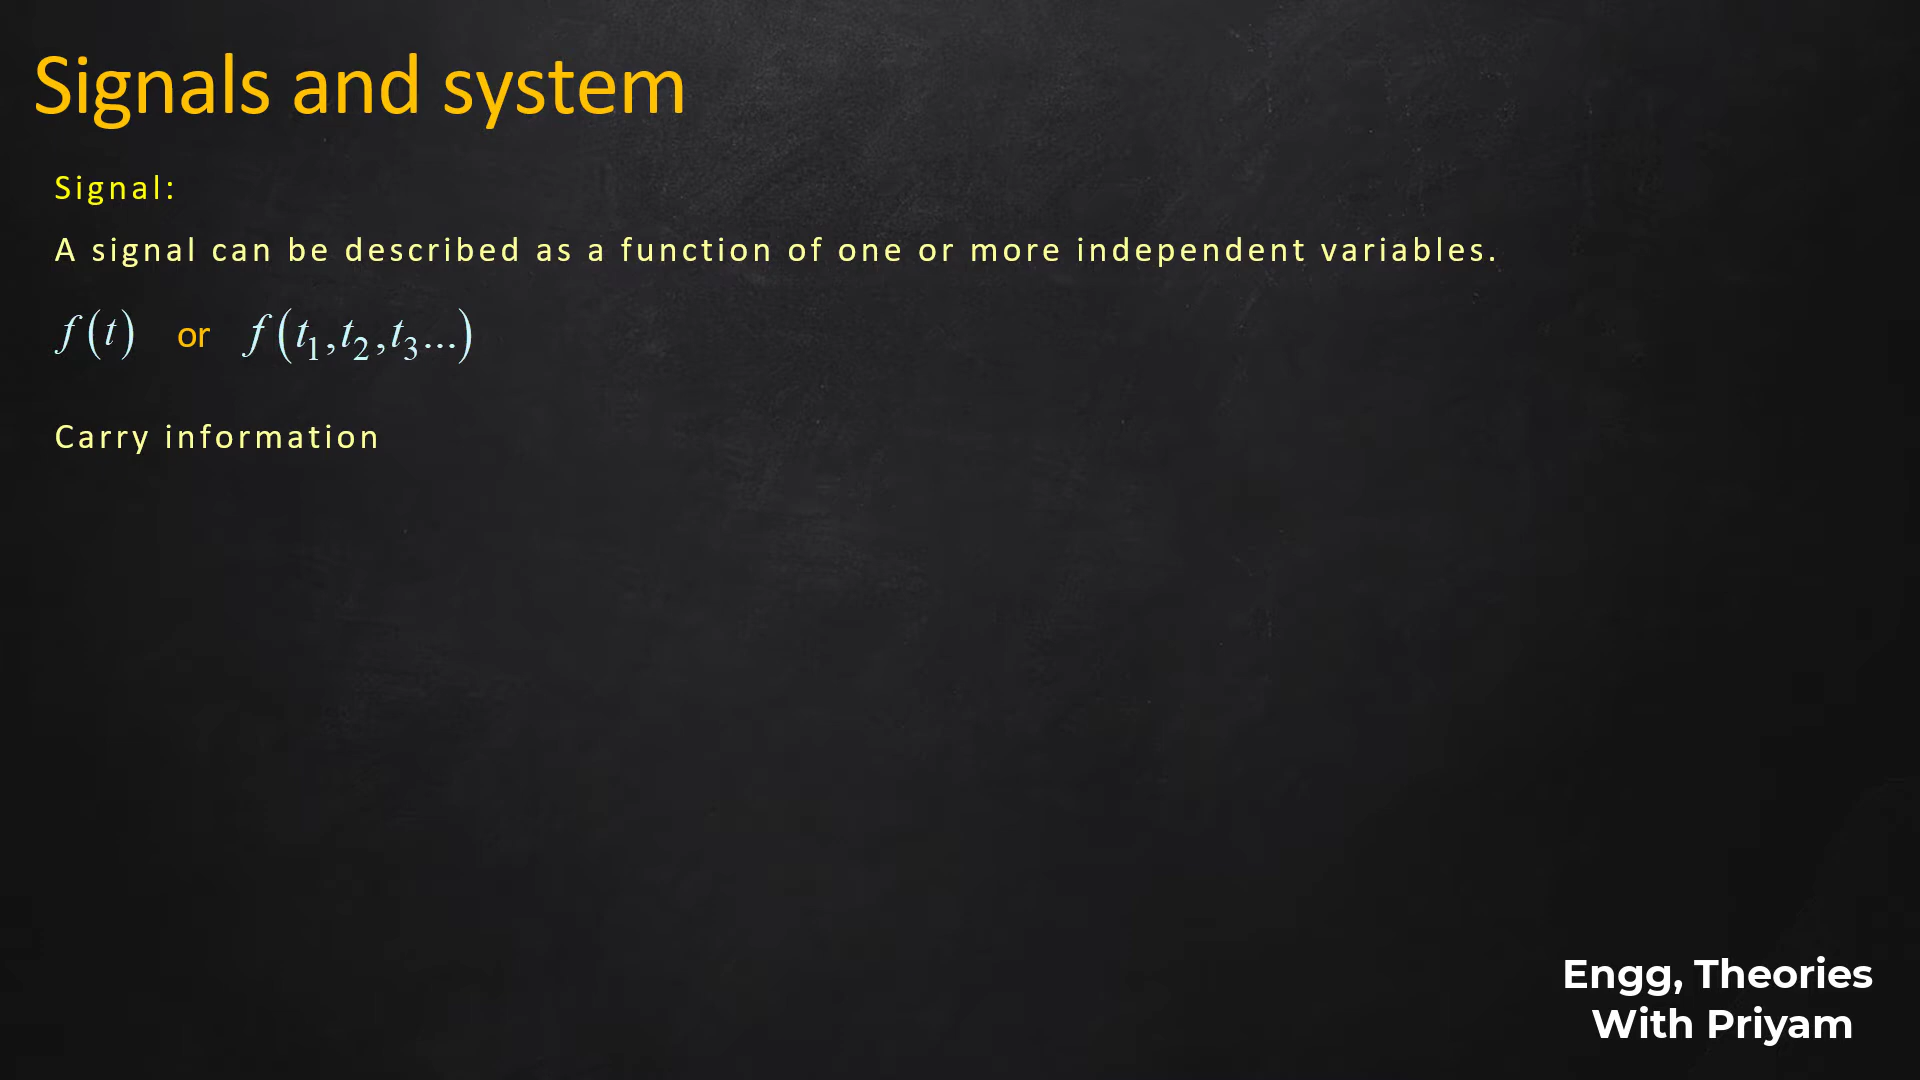 Signals and system
Signal:
A signal can be described as a function of one or more independent variables.
f(t) or f(t₁,t₂,t₃...)
Carry information
Engg, Theories
With Priyam